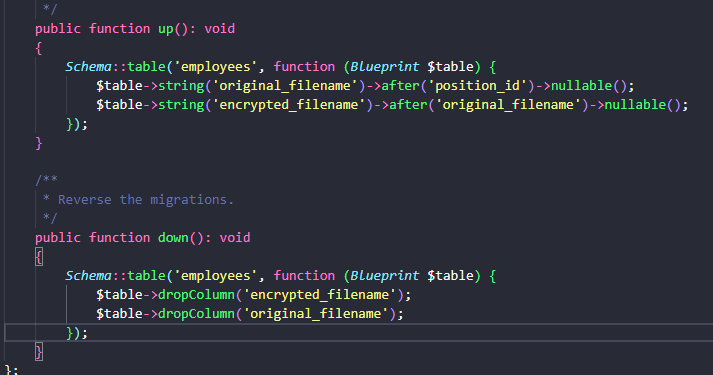 */
    public function up(): void
    {
        Schema::table('employees', function (Blueprint $table) {
            $table->string('original_filename')->after('position_id')->nullable();
            $table->string('encrypted_filename')->after('original_filename')->nullable();
        });
    }

    /**
     * Reverse the migrations.
     */
    public function down(): void
    {
        Schema::table('employees', function (Blueprint $table) {
            $table->dropColumn('encrypted_filename');
            $table->dropColumn('original_filename');
        });
    }
};